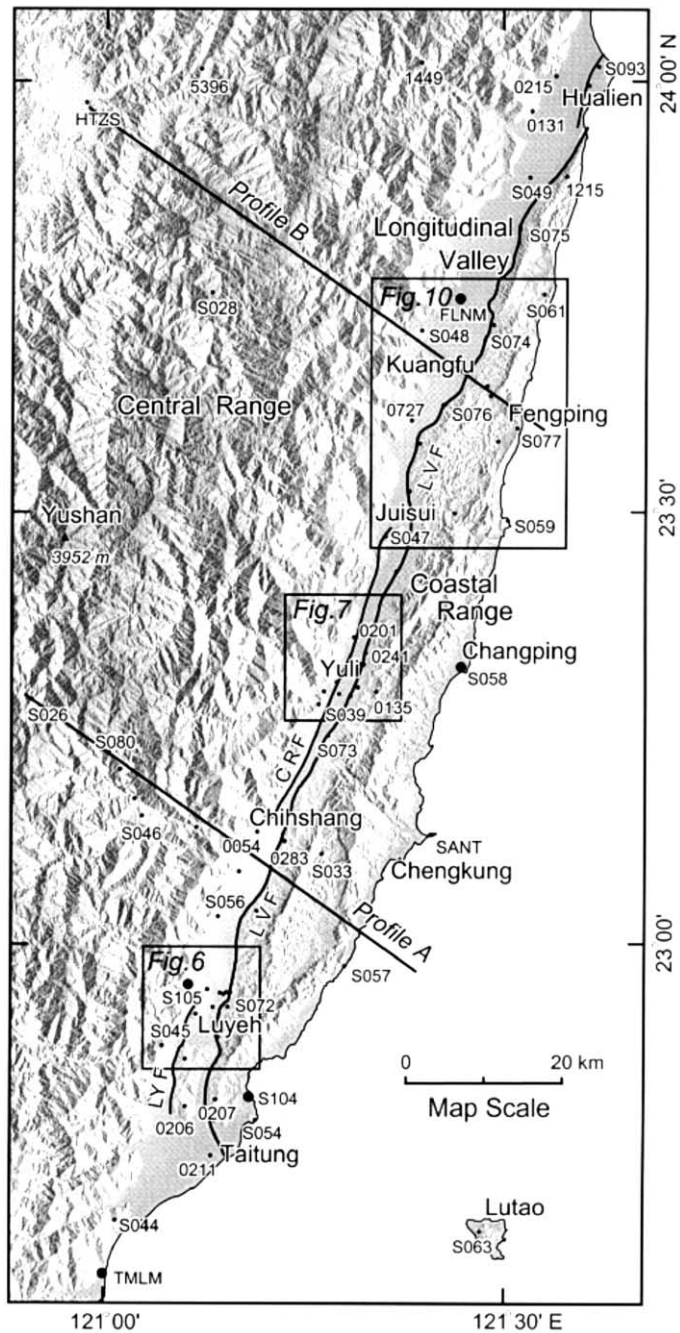 S093
5396
1449
0215
Hualien
HTZS
0131
24°00' N
Profile B
S049
1215
Longitudinal
Valley
S075
Fig.10
S028
FLNM
S061
S048
S074
Kuangfu
Central Range
0727
S076
Fengping
S077
LVF
Yushan
3952 m
Juisui
S047
S059
23°30'
Coastal
Range
Fig.7
0201
0241
Changping
S058
Yuli
0135
S039
S026
S080
S073
CRF
S046
Chihshang
0054
0283
S033
SANT
Chengkung
S056
LVF
Profile A
23°00'
Fig.6
S057
S105
S072
S045
Luyeh
0 20 km
Map Scale
LYF
S104
0206
0207
S054
0211
Taitung
S044
Lutao
S063
TMLM
121°00'
121°30' E